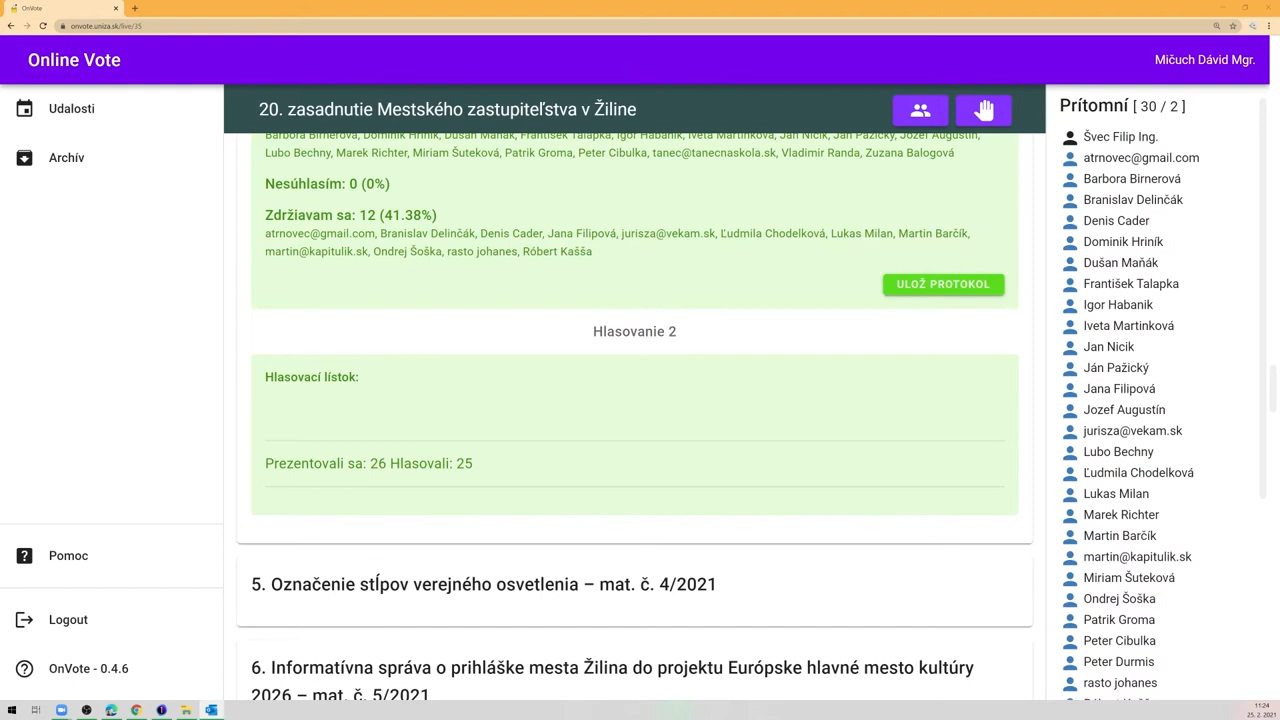 OnVote
onvote.uniza.sk/live/35
Online Vote
Mičuch Dávid Mgr.
Udalosti
Archív
Pomoc
Logout
OnVote - 0.4.6
20. zasadnutie Mestského zastupiteľstva v Žiline
Barbora Birnerová, Dominik Hriník, Dušan Maňák, František Talapka, Igor Habanik, Iveta Martinková, Jan Nicik, Ján Pažický, Jozef Augustín,
Lubo Bechny, Marek Richter, Miriam Šuteková, Patrik Groma, Peter Cibulka, tanec@tanecnaskola.sk, Vladimir Randa, Zuzana Balogová
Nesúhlasím: 0 (0%)
Zdržiavam sa: 12 (41.38%)
atrnovec@gmail.com, Branislav Delinčák, Denis Cader, Jana Filipová, jurisza@vekam.sk, Ľudmila Chodelková, Lukas Milan, Martin Barčík,
martin@kapitulik.sk, Ondrej Šoška, rasto johanes, Róbert Kašša
ULOŽ PROTOKOL
Hlasovanie 2
Hlasovací lístok:
Prezentovali sa: 26 Hlasovali: 25
5. Označenie stĺpov verejného osvetlenia – mat. č. 4/2021
6. Informatívna správa o prihláške mesta Žilina do projektu Európske hlavné mesto kultúry
2026 – mat. č. 5/2021
Prítomní [ 30 / 2 ]
Švec Filip Ing.
atrnovec@gmail.com
Barbora Birnerová
Branislav Delinčák
Denis Cader
Dominik Hriník
Dušan Maňák
František Talapka
Igor Habanik
Iveta Martinková
Jan Nicik
Ján Pažický
Jana Filipová
Jozef Augustín
jurisza@vekam.sk
Lubo Bechny
Ľudmila Chodelková
Lukas Milan
Marek Richter
Martin Barčík
martin@kapitulik.sk
Miriam Šuteková
Ondrej Šoška
Patrik Groma
Peter Cibulka
Peter Durmis
rasto johanes
11:24
25. 2. 2021